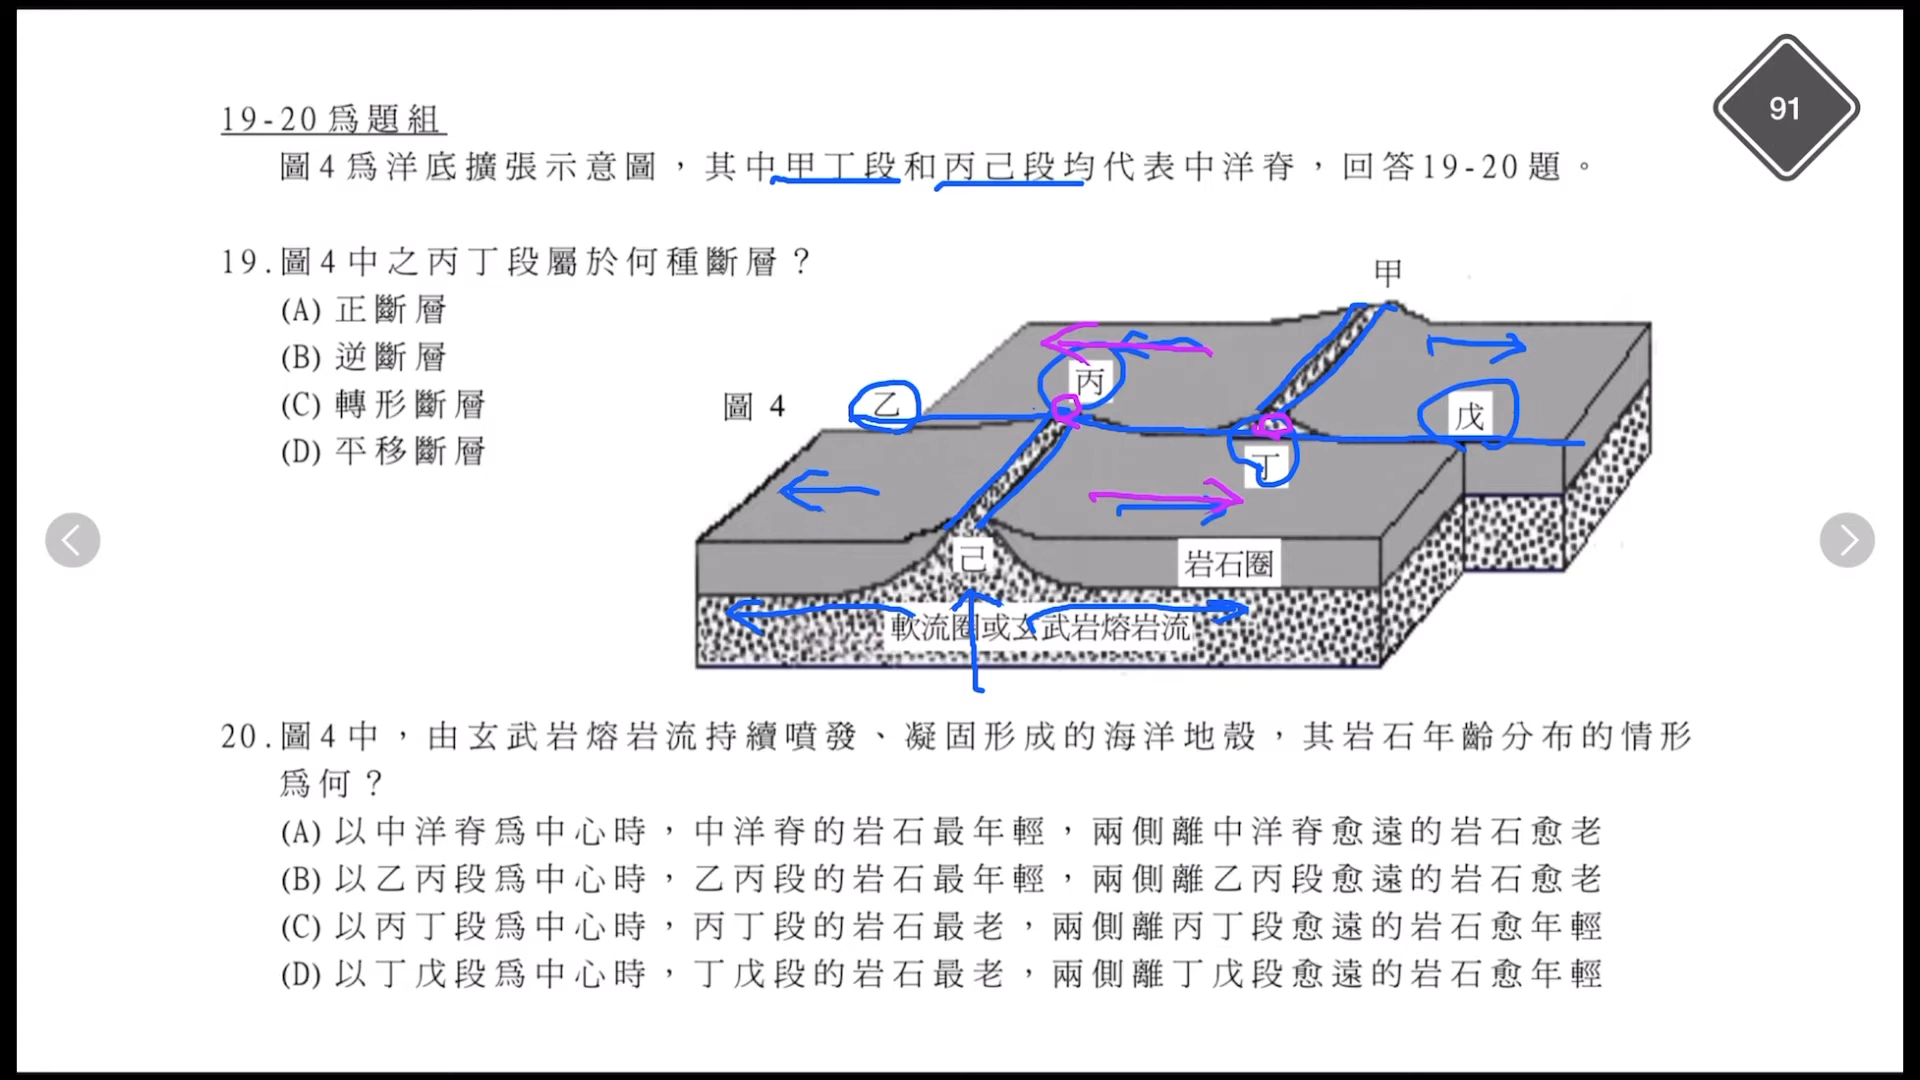 91
19-20為題組
圖4為洋底擴張示意圖，其中甲丁段和丙己段均代表中洋脊，回答19-20題。
19.圖4中之丙丁段屬於何種斷層？
(A) 正斷層
(B) 逆斷層
(C) 轉形斷層
(D) 平移斷層
甲
丙
乙
圖 4
戊
丁
己
岩石圈
軟流圈或玄武岩熔岩流
20.圖4中，由玄武岩熔岩流持續噴發、凝固形成的海洋地殼，其岩石年齡分布的情形
為何？
(A) 以中洋脊為中心時，中洋脊的岩石最年輕，兩側離中洋脊愈遠的岩石愈老
(B) 以乙丙段為中心時，乙丙段的岩石最年輕，兩側離乙丙段愈遠的岩石愈老
(C) 以丙丁段為中心時，丙丁段的岩石最老，兩側離丙丁段愈遠的岩石愈年輕
(D) 以丁戊段為中心時，丁戊段的岩石最老，兩側離丁戊段愈遠的岩石愈年輕